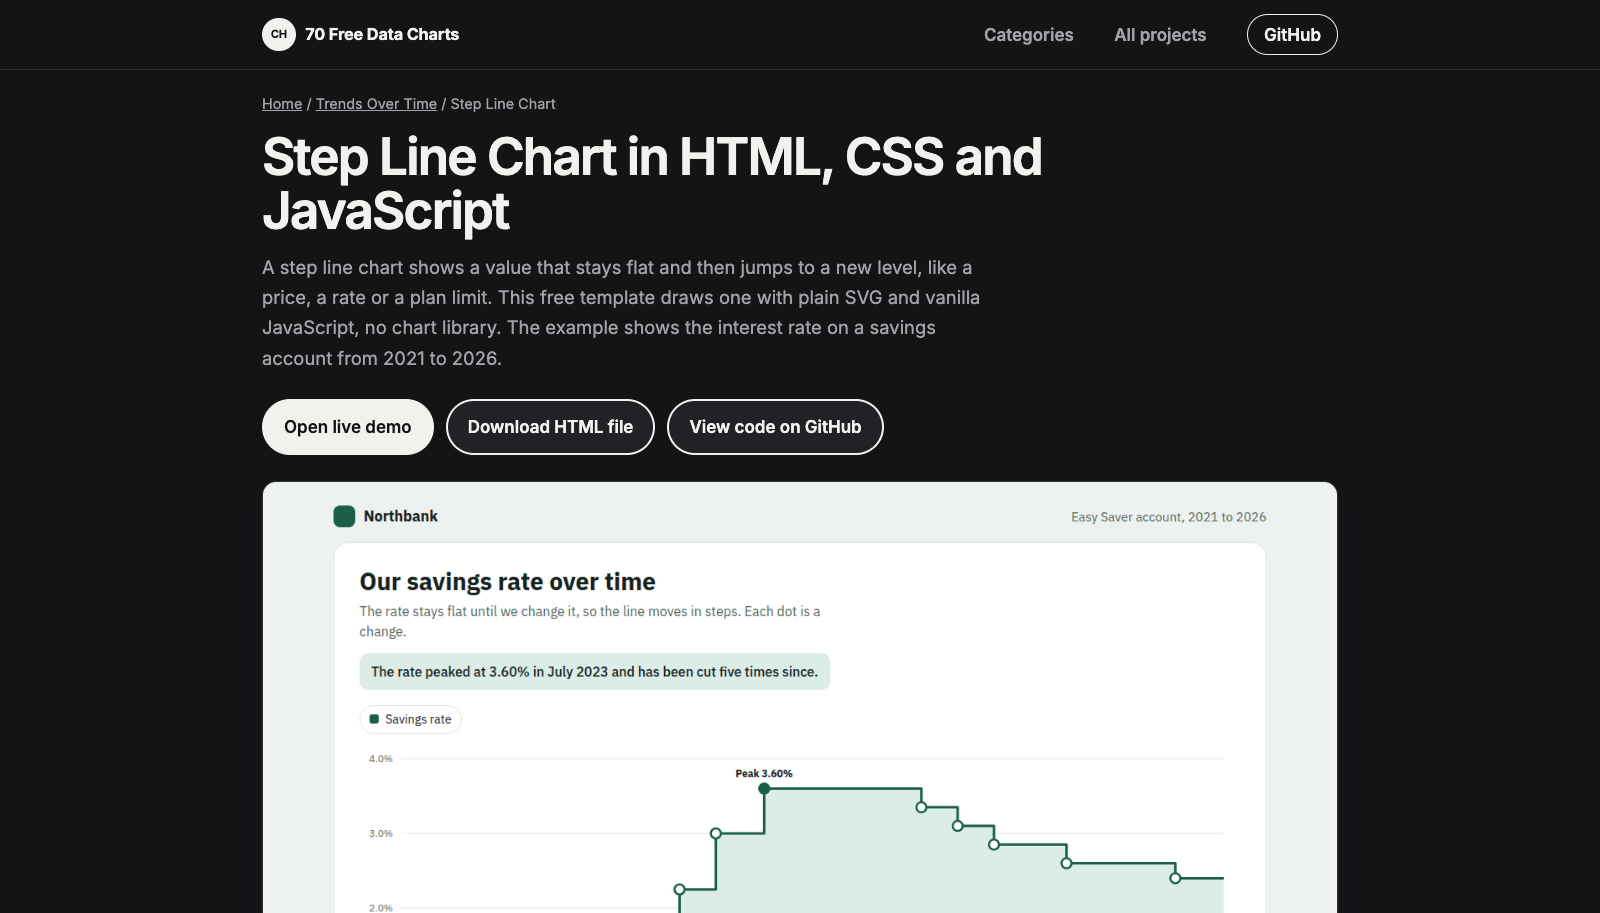 CH 70 Free Data Charts
Categories All projects GitHub
Home / Trends Over Time / Step Line Chart
Step Line Chart in HTML, CSS and
JavaScript
A step line chart shows a value that stays flat and then jumps to a new level, like a
price, a rate or a plan limit. This free template draws one with plain SVG and vanilla
JavaScript, no chart library. The example shows the interest rate on a savings
account from 2021 to 2026.
Open live demo Download HTML file View code on GitHub
Northbank
Easy Saver account, 2021 to 2026
Our savings rate over time
The rate stays flat until we change it, so the line moves in steps. Each dot is a
change.
The rate peaked at 3.60% in July 2023 and has been cut five times since.
Savings rate
4.0%
Peak 3.60%
3.0%
2.0%